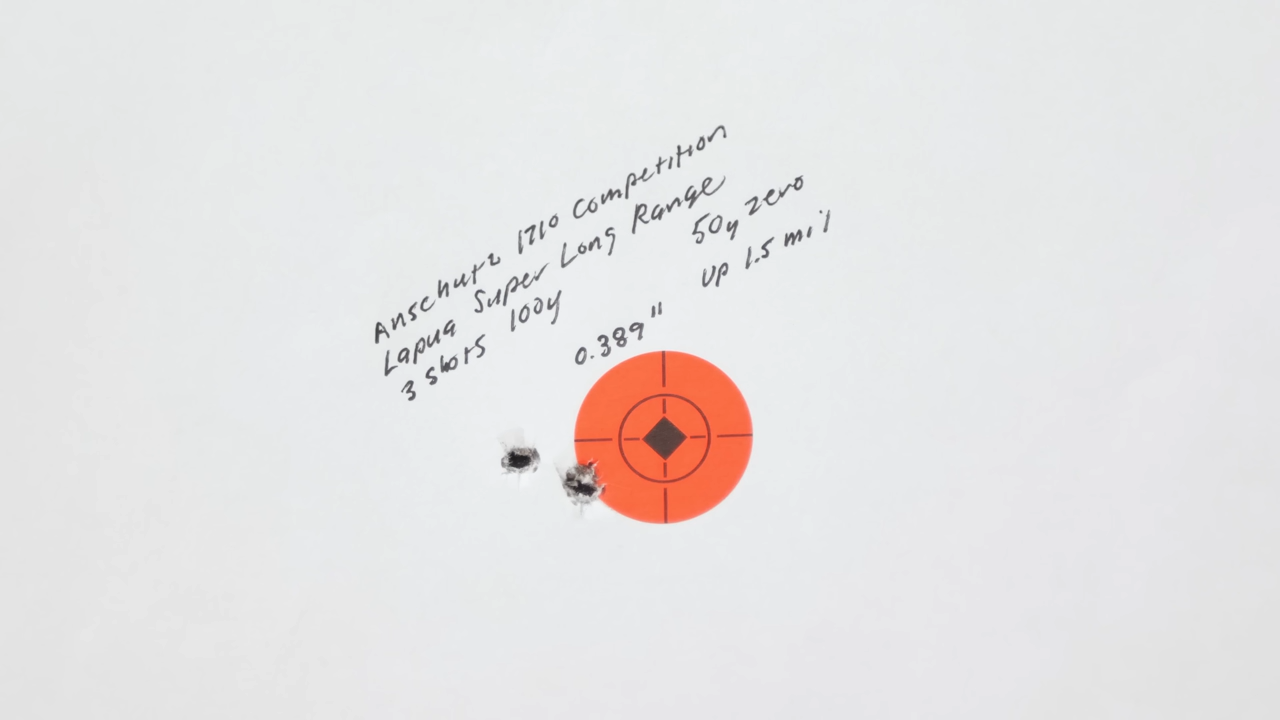 Anschutz 1710 Competition
Lapua Super Long Range
3 shots 100y
0.389"
50y zero
up 1.5 mil